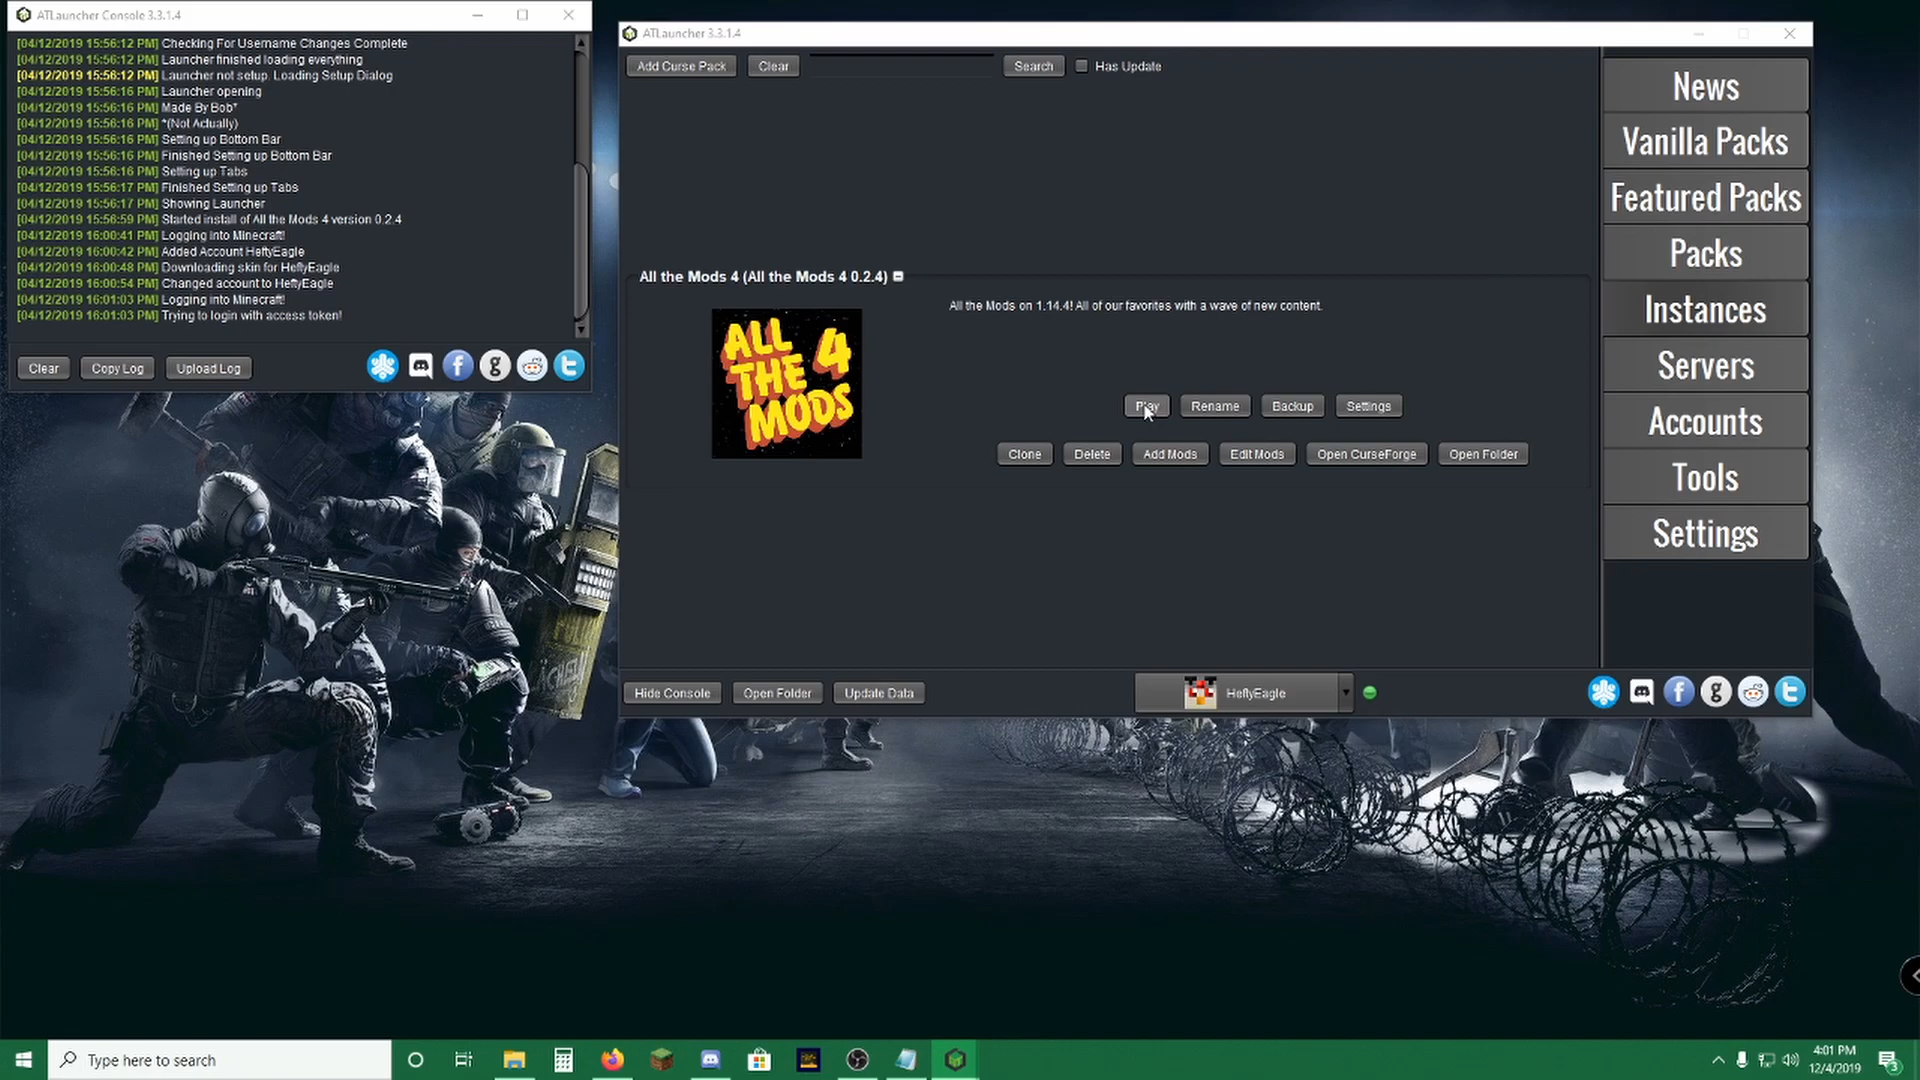 ATLauncher Console 3.3.1.4
[04/12/2019 15:56:12 PM] Checking For Username Changes Complete
[04/12/2019 15:56:12 PM] Launcher finished loading everything
[04/12/2019 15:56:12 PM] Launcher not setup. Loading Setup Dialog
[04/12/2019 15:56:16 PM] Launcher opening
[04/12/2019 15:56:16 PM] Made By Bob*
[04/12/2019 15:56:16 PM] *(Not Actually)
[04/12/2019 15:56:16 PM] Setting up Bottom Bar
[04/12/2019 15:56:16 PM] Finished Setting up Bottom Bar
[04/12/2019 15:56:16 PM] Setting up Tabs
[04/12/2019 15:56:17 PM] Finished Setting up Tabs
[04/12/2019 15:56:17 PM] Showing Launcher
[04/12/2019 15:56:59 PM] Started install of All the Mods 4 version 0.2.4
[04/12/2019 16:00:41 PM] Logging into Minecraft!
[04/12/2019 16:00:42 PM] Added Account HeftyEagle
[04/12/2019 16:00:48 PM] Downloading skin for HeftyEagle
[04/12/2019 16:00:54 PM] Changed account to HeftyEagle
[04/12/2019 16:01:03 PM] Logging into Minecraft!
[04/12/2019 16:01:03 PM] Trying to login with access token!
Clear Copy Log Upload Log
ATLauncher 3.3.1.4
Add Curse Pack Clear Search Has Update
All the Mods 4 (All the Mods 4 0.2.4)
All the Mods on 1.14.4! All of our favorites with a wave of new content.
ALL
THE 4
MODS
Play Rename Backup Settings
Clone Delete Add Mods Edit Mods Open CurseForge Open Folder
News
Vanilla Packs
Featured Packs
Packs
Instances
Servers
Accounts
Tools
Settings
Hide Console Open Folder Update Data HeftyEagle
Type here to search
4:01 PM
12/4/2019
3